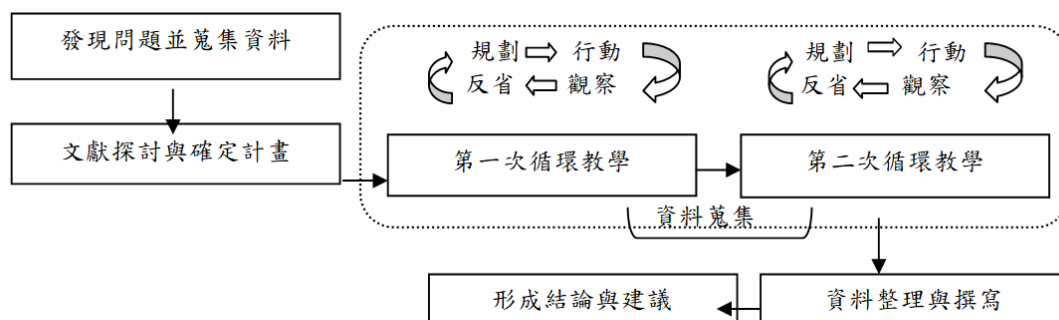 發現問題並蒐集資料
文獻探討與確定計畫
規劃 行動
反省 觀察
規劃 行動
反省 觀察
第一次循環教學
第二次循環教學
資料蒐集
資料整理與撰寫
形成結論與建議